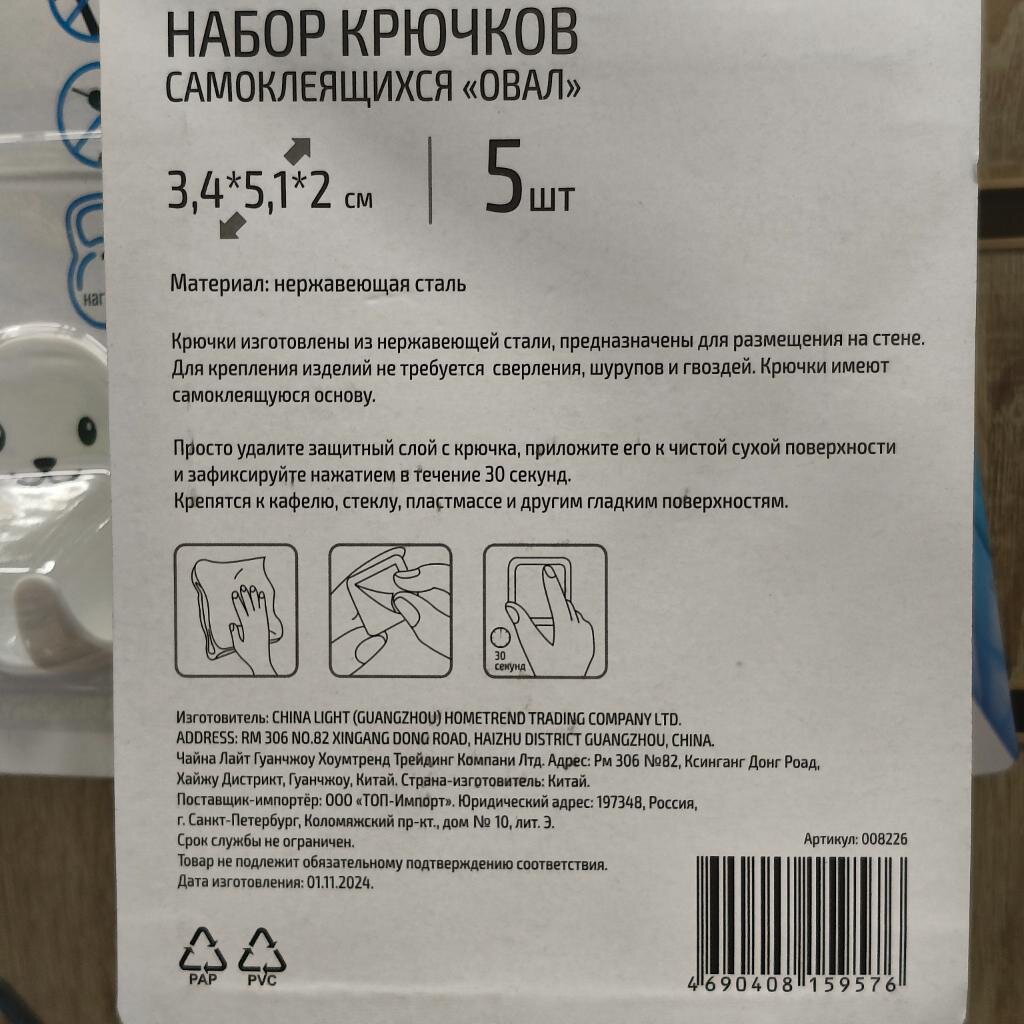 НАБОР КРЮЧКОВ
САМОКЛЕЯЩИХСЯ «ОВАЛ»
3,4*5,1*2 см
5 шт
Материал: нержавеющая сталь
Крючки изготовлены из нержавеющей стали, предназначены для размещения на стене.
Для крепления изделий не требуется сверления, шурупов и гвоздей. Крючки имеют
самоклеящуюся основу.
Просто удалите защитный слой с крючка, приложите его к чистой сухой поверхности
и зафиксируйте нажатием в течение 30 секунд.
Крепятся к кафелю, стеклу, пластмассе и другим гладким поверхностям.
30
секунд
Изготовитель: CHINA LIGHT (GUANGZHOU) HOMETREND TRADING COMPANY LTD.
ADDRESS: RM 306 NO.82 XINGANG DONG ROAD, HAIZHU DISTRICT GUANGZHOU, CHINA.
Чайна Лайт Гуанчжоу Хоумтренд Трейдинг Компани Лтд. Адрес: Рм 306 №82, Ксинганг Донг Роад,
Хайжу Дистрикт, Гуанчжоу, Китай. Страна-изготовитель: Китай.
Поставщик-импортёр: ООО «ТОП-Импорт». Юридический адрес: 197348, Россия,
г. Санкт-Петербург, Коломяжский пр-кт., дом № 10, лит. Э.
Срок службы не ограничен.
Товар не подлежит обязательному подтверждению соответствия.
Дата изготовления: 01.11.2024.
Артикул: 008226
PAP
PVC
4 690408 159576